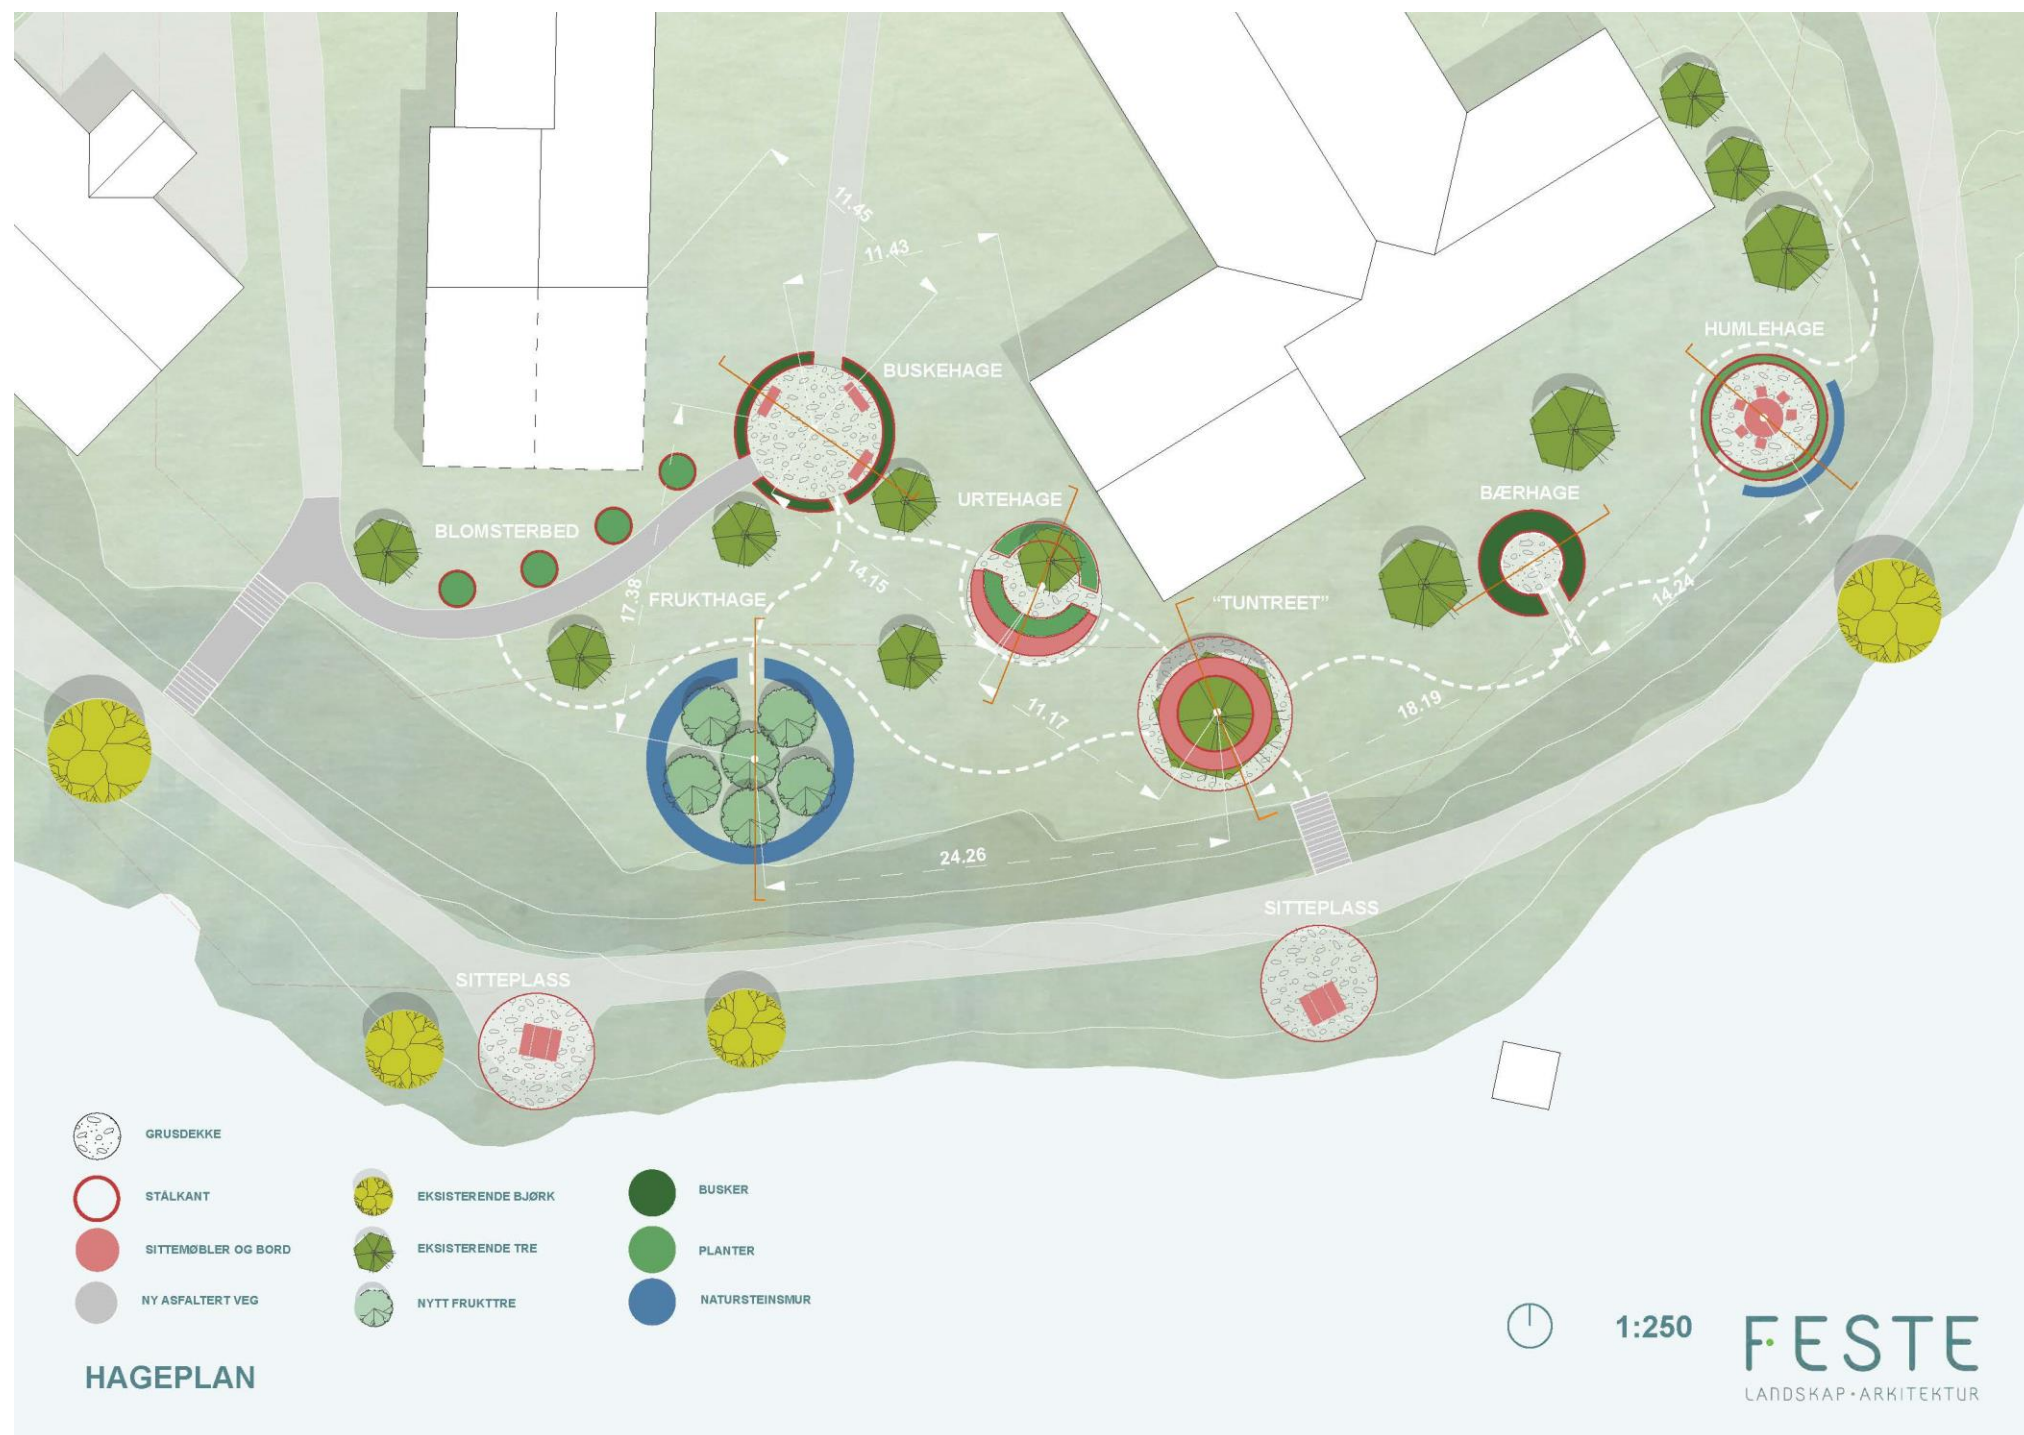 11.45
11.43
HUMLEHAGE
BUSKEHAGE
BÆRHAGE
URTEHAGE
BLOMSTERBED
14.15
14.24
17.38
FRUKTHAGE
“TUNTREET”
11.17
18.19
24.26
SITTEPLASS
SITTEPLASS
GRUSDEKKE
STÅLKANT
SITTEMØBLER OG BORD
NY ASFALTERT VEG
EKSISTERENDE BJØRK
EKSISTERENDE TRE
NYTT FRUKTTRE
BUSKER
PLANTER
NATURSTEINSMUR
HAGEPLAN
1:250
FESTE
LANDSKAP · ARKITEKTUR